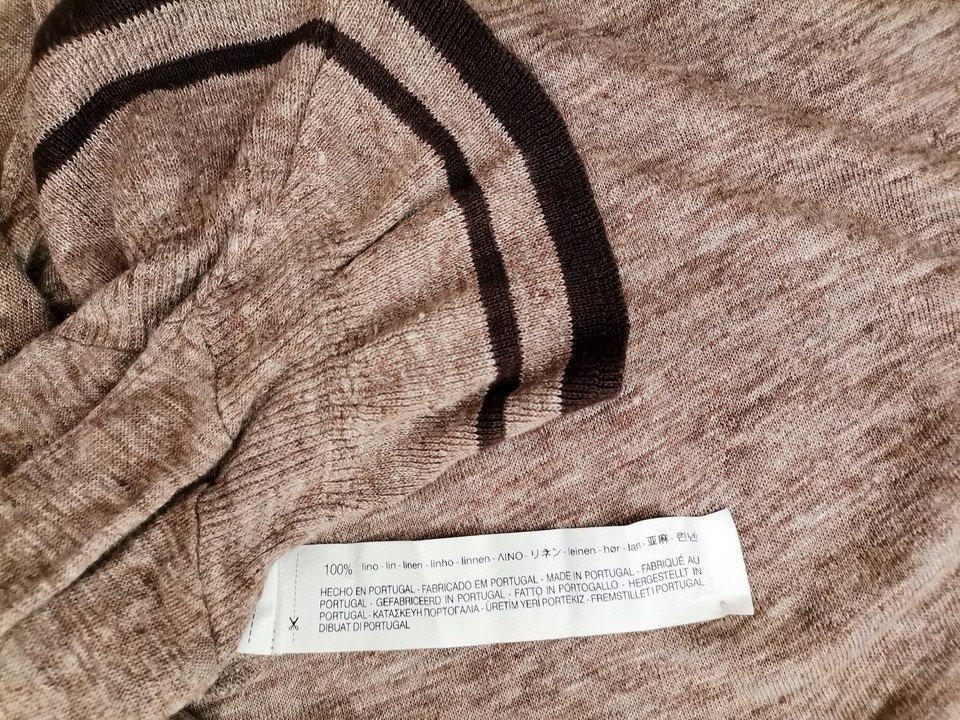 100% lino - lin - linen - linho - linnen - ΛΙΝΟ - リネン - leinen - hør - lan - 亚麻 - 린넨
HECHO EN PORTUGAL - FABRICADO EM PORTUGAL - MADE IN PORTUGAL - FABRIQUÉ AU
PORTUGAL - GEFABRICEERD IN PORTUGAL - FATTO IN PORTOGALLO - HERGESTELLT IN
PORTUGAL - ΚΑΤΑΣΚΕΥΗ ΠΟΡΤΟΓΑΛΙΑ - ÜRETİM YERİ PORTEKİZ - FREMSTILLET I PORTUGAL
DIBUAT DI PORTUGAL